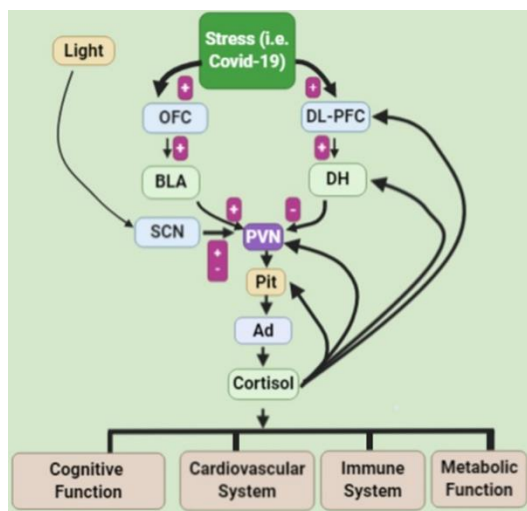 Stress (i.e.
Covid-19)
Light
+
+
OFC
DL-PFC
+
+
BLA
DH
+
-
SCN
PVN
+
-
Pit
Ad
Cortisol
Cognitive
Function
Cardiovascular
System
Immune
System
Metabolic
Function